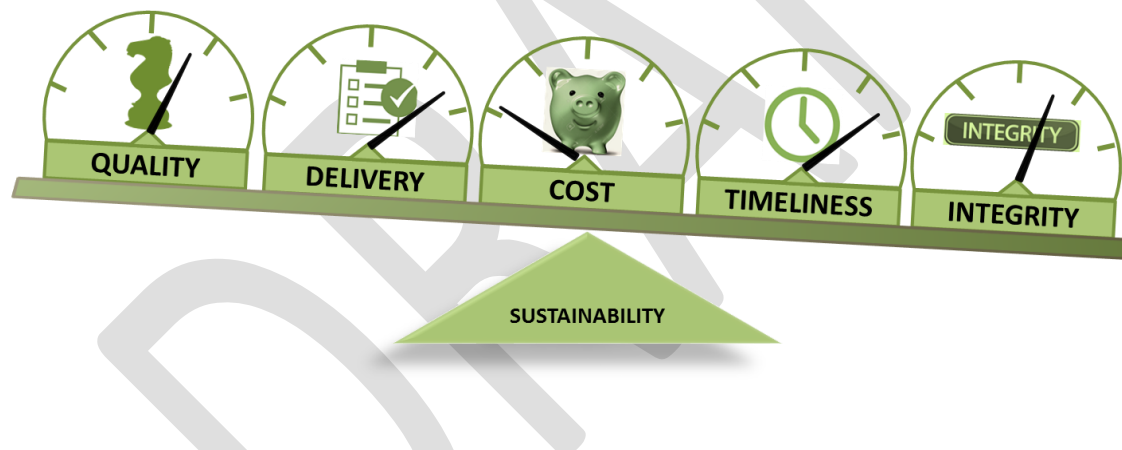 INTEGRITY
QUALITY
DELIVERY
COST
TIMELINESS
INTEGRITY
SUSTAINABILITY
DRAFT